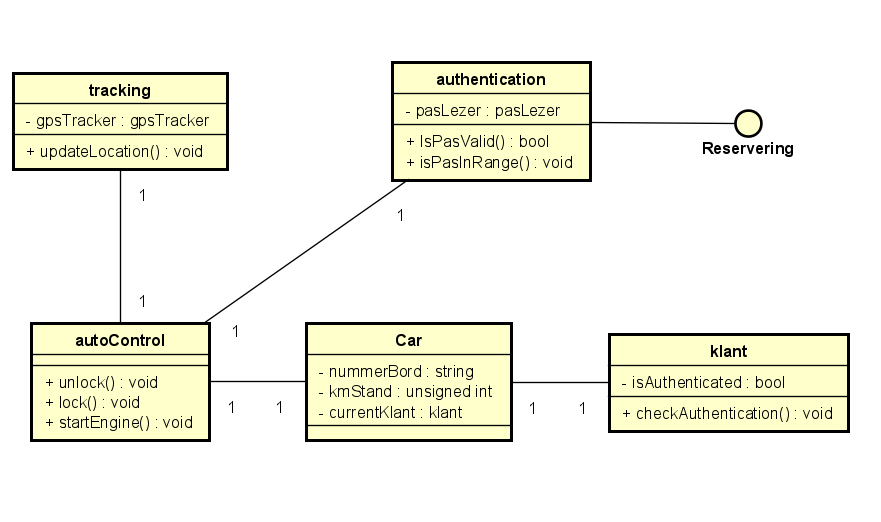 tracking
- gpsTracker : gpsTracker
+ updateLocation() : void
authentication
- pasLezer : pasLezer
+ IsPasValid() : bool
+ isPasInRange() : void
Reservering
1
1
1
1
autoControl
+ unlock() : void
+ lock() : void
+ startEngine() : void
1
1
Car
- nummerBord : string
- kmStand : unsigned int
- currentKlant : klant
1
1
klant
- isAuthenticated : bool
+ checkAuthentication() : void